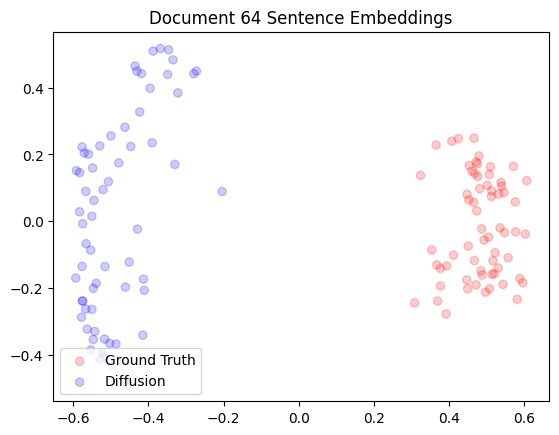 Document 64 Sentence Embeddings
0.4
0.2
0.0
−0.2
−0.4
Ground Truth
Diffusion
−0.6 −0.4 −0.2 0.0 0.2 0.4 0.6